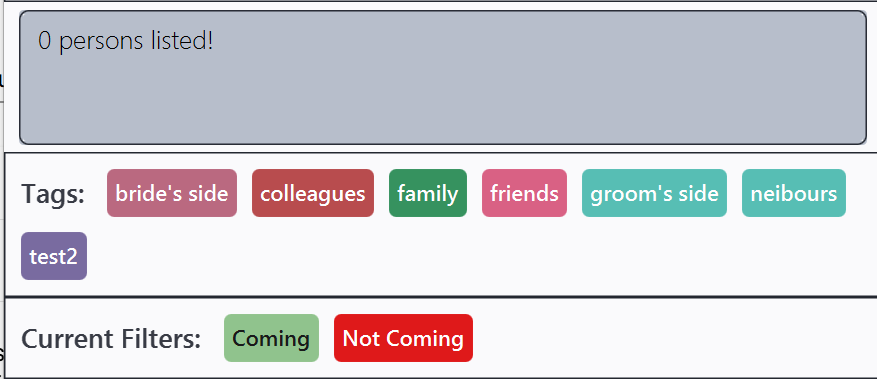 0 persons listed!
Tags: bride's side colleagues family friends groom's side neibours
test2
Current Filters: Coming Not Coming